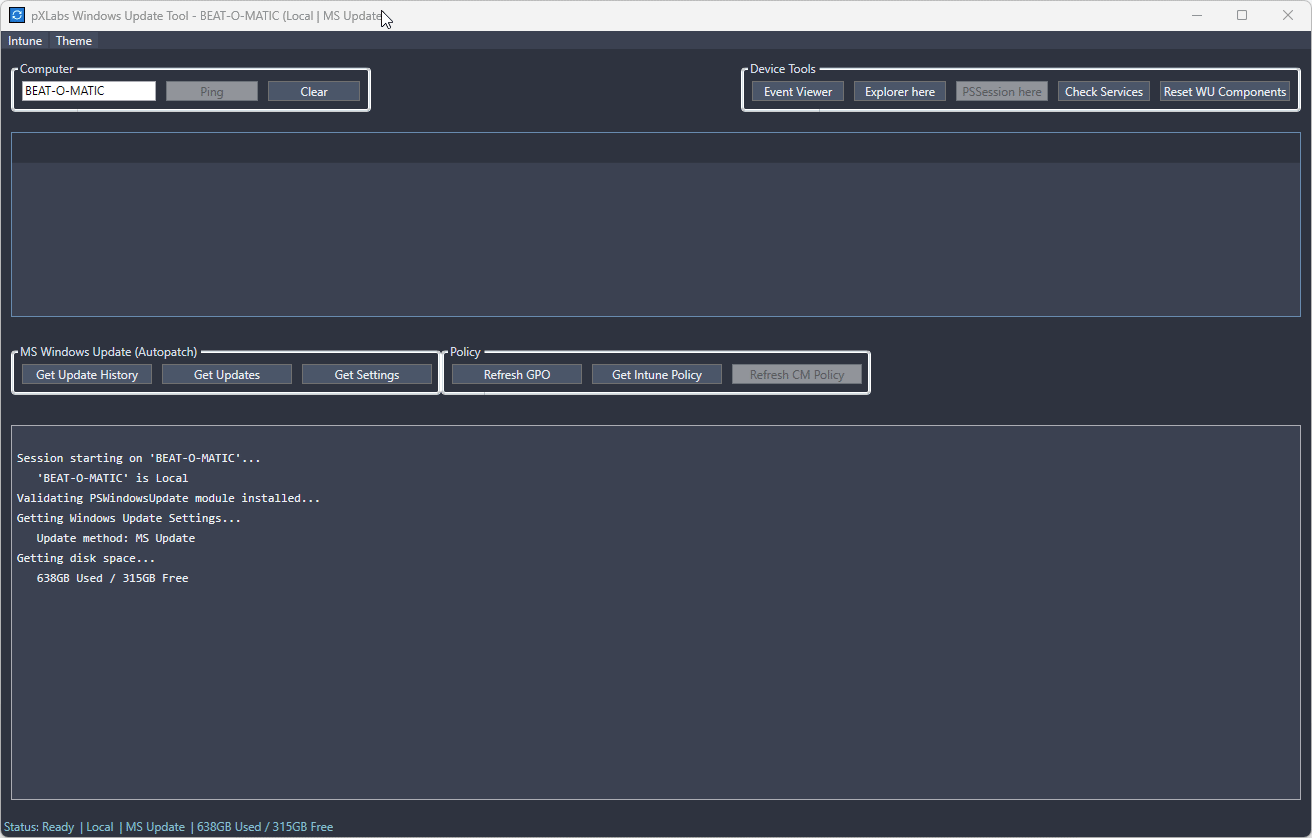 pXLabs Windows Update Tool - BEAT-O-MATIC (Local | MS Update
Intune Theme
Computer
BEAT-O-MATIC Ping Clear
Device Tools
Event Viewer Explorer here PSSession here Check Services Reset WU Components
MS Windows Update (Autopatch)
Get Update History Get Updates Get Settings
Policy
Refresh GPO Get Intune Policy Refresh CM Policy
Session starting on 'BEAT-O-MATIC'...
'BEAT-O-MATIC' is Local
Validating PSWindowsUpdate module installed...
Getting Windows Update Settings...
Update method: MS Update
Getting disk space...
638GB Used / 315GB Free
Status: Ready | Local | MS Update | 638GB Used / 315GB Free